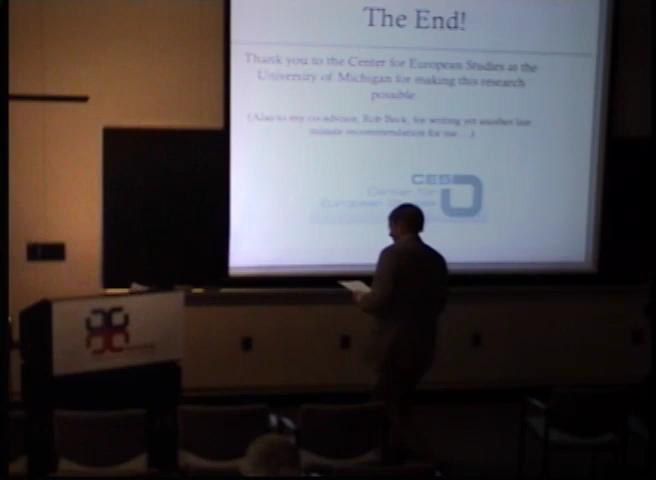 The End!
Thank you to the Center for European Studies at the
University of Michigan for making this research
possible
(Also to my co-advisor, Rob Beck, for writing yet another last
minute recommendation for me . . .)
CES
Center for
European Studies